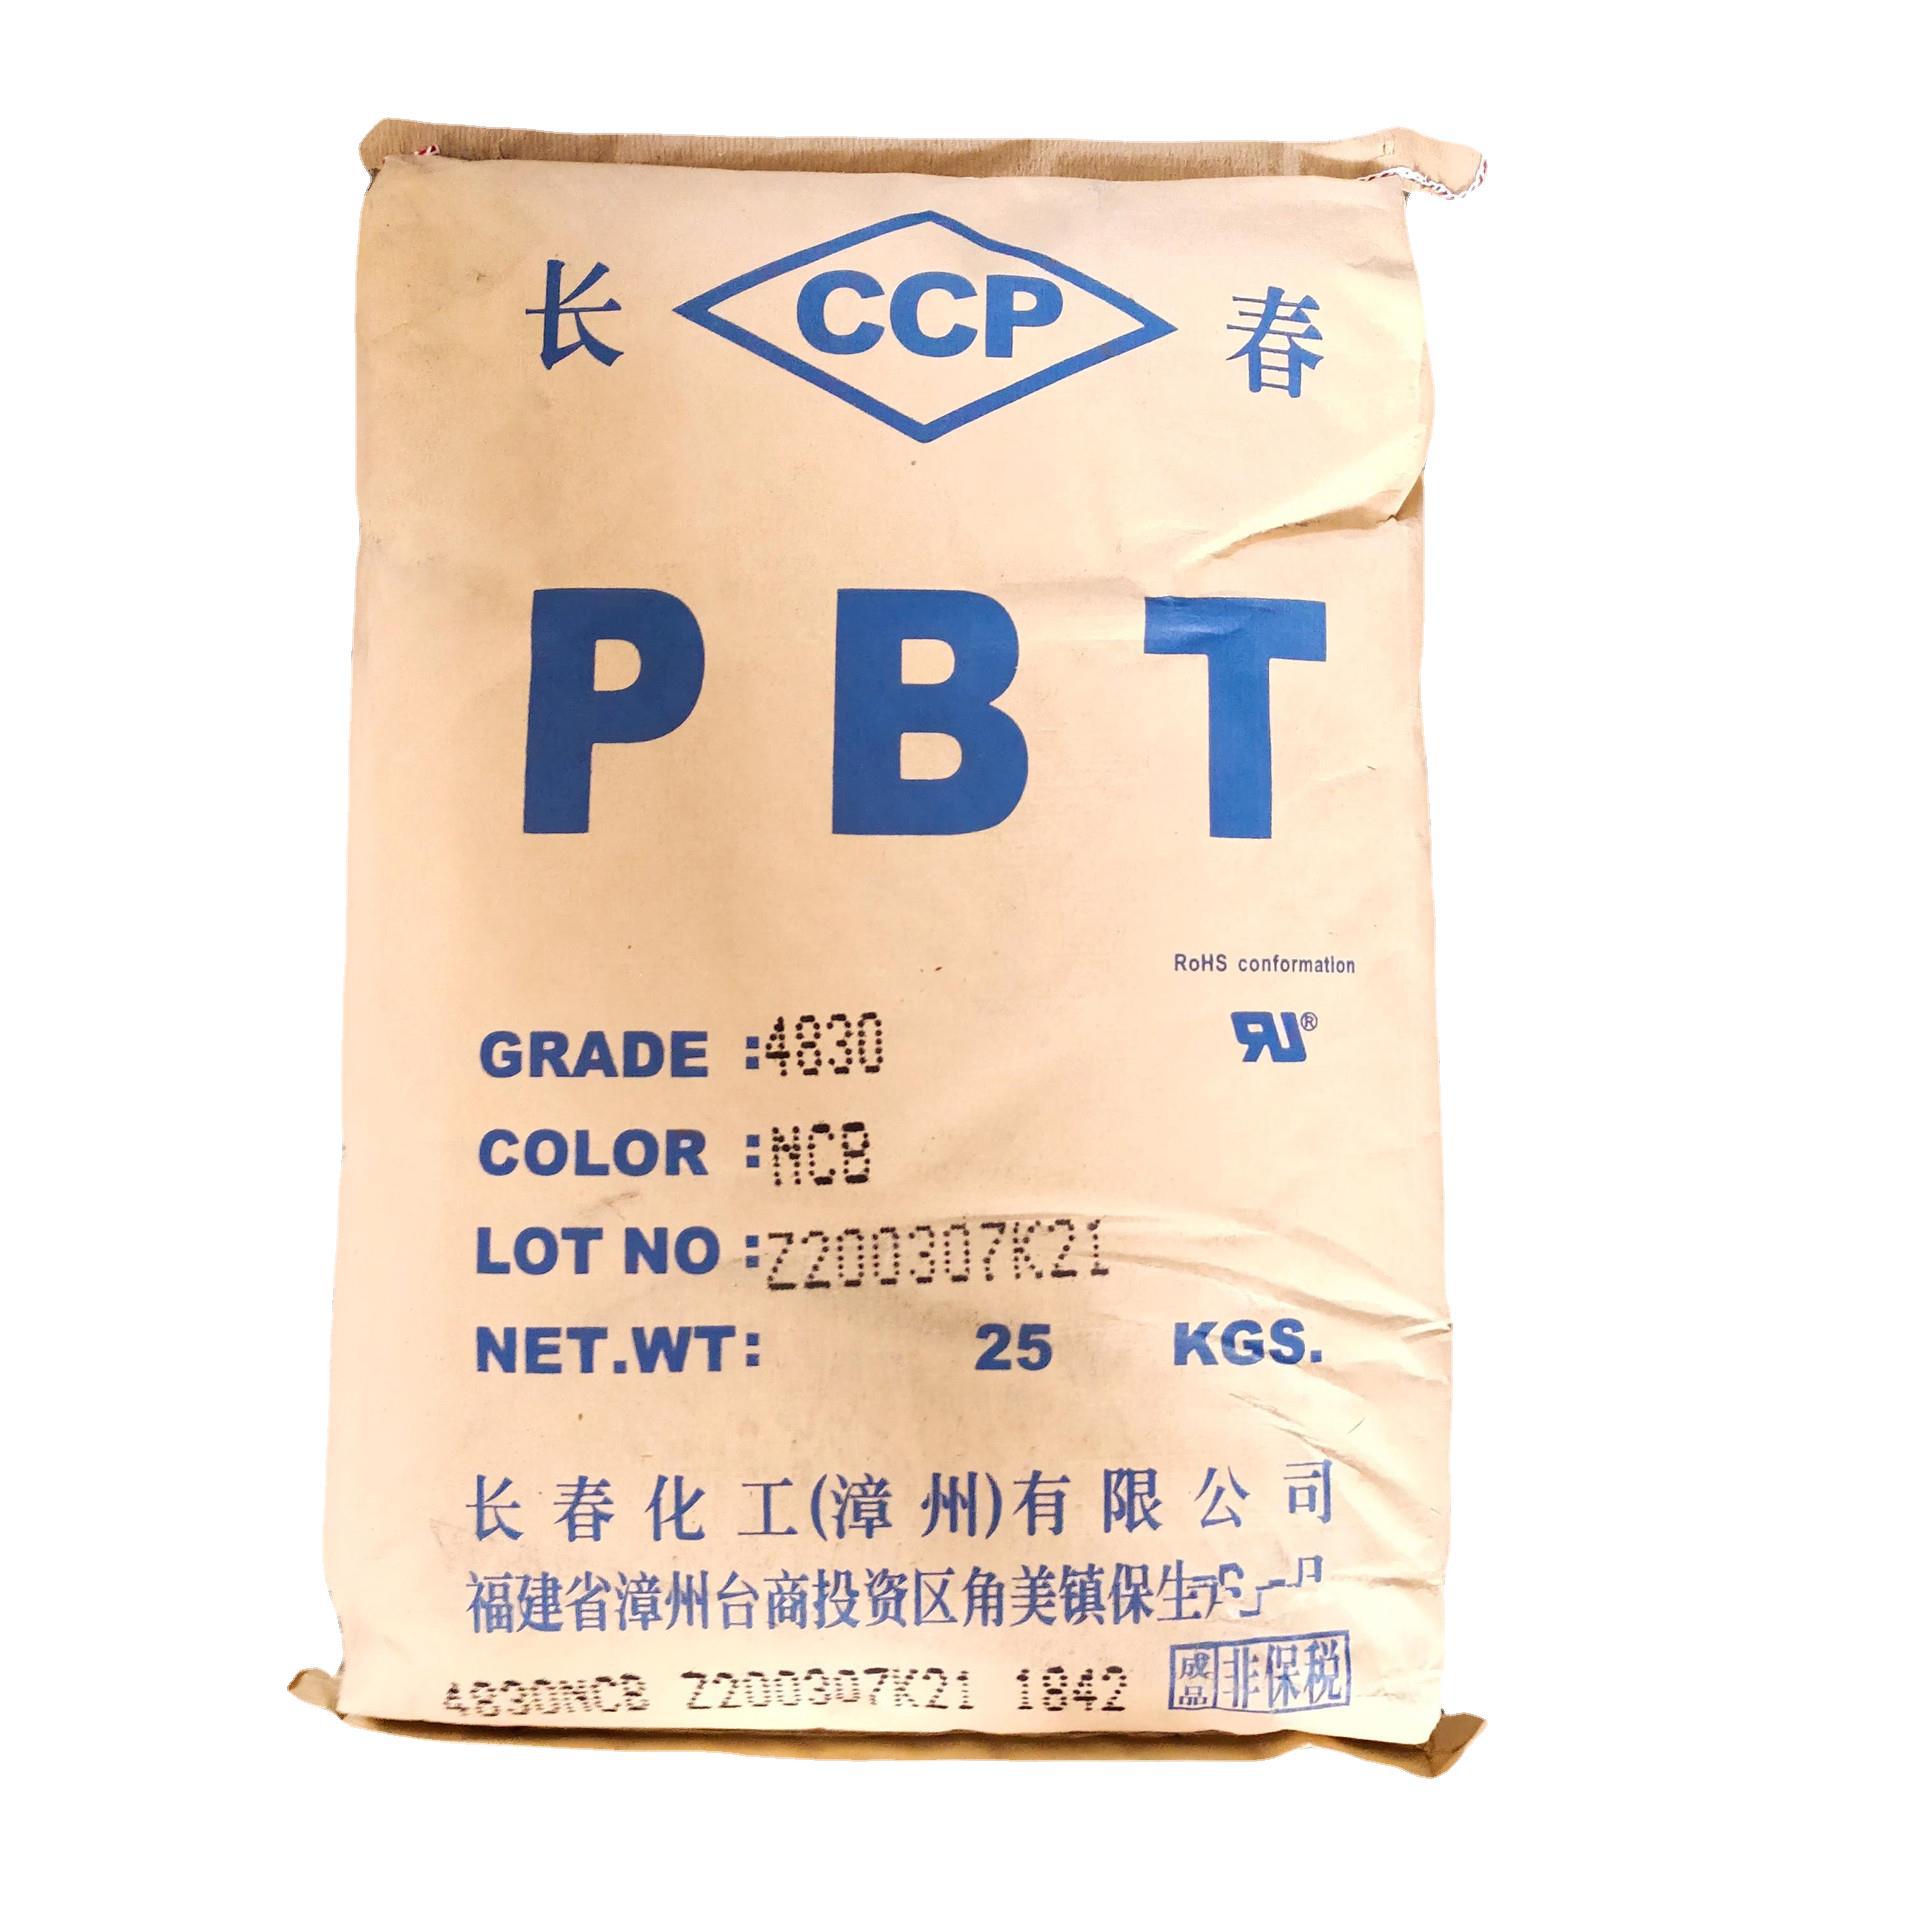 长 CCP 春
PBT
RoHS conformation
GRADE :4830
COLOR :NCB
LOT NO :Z200307K21
NET.WT: 25 KGS.
长春化工(漳州)有限公司
福建省漳州台商投资区角美镇保生
4830NCB Z200307K21 1842 成品 非保税